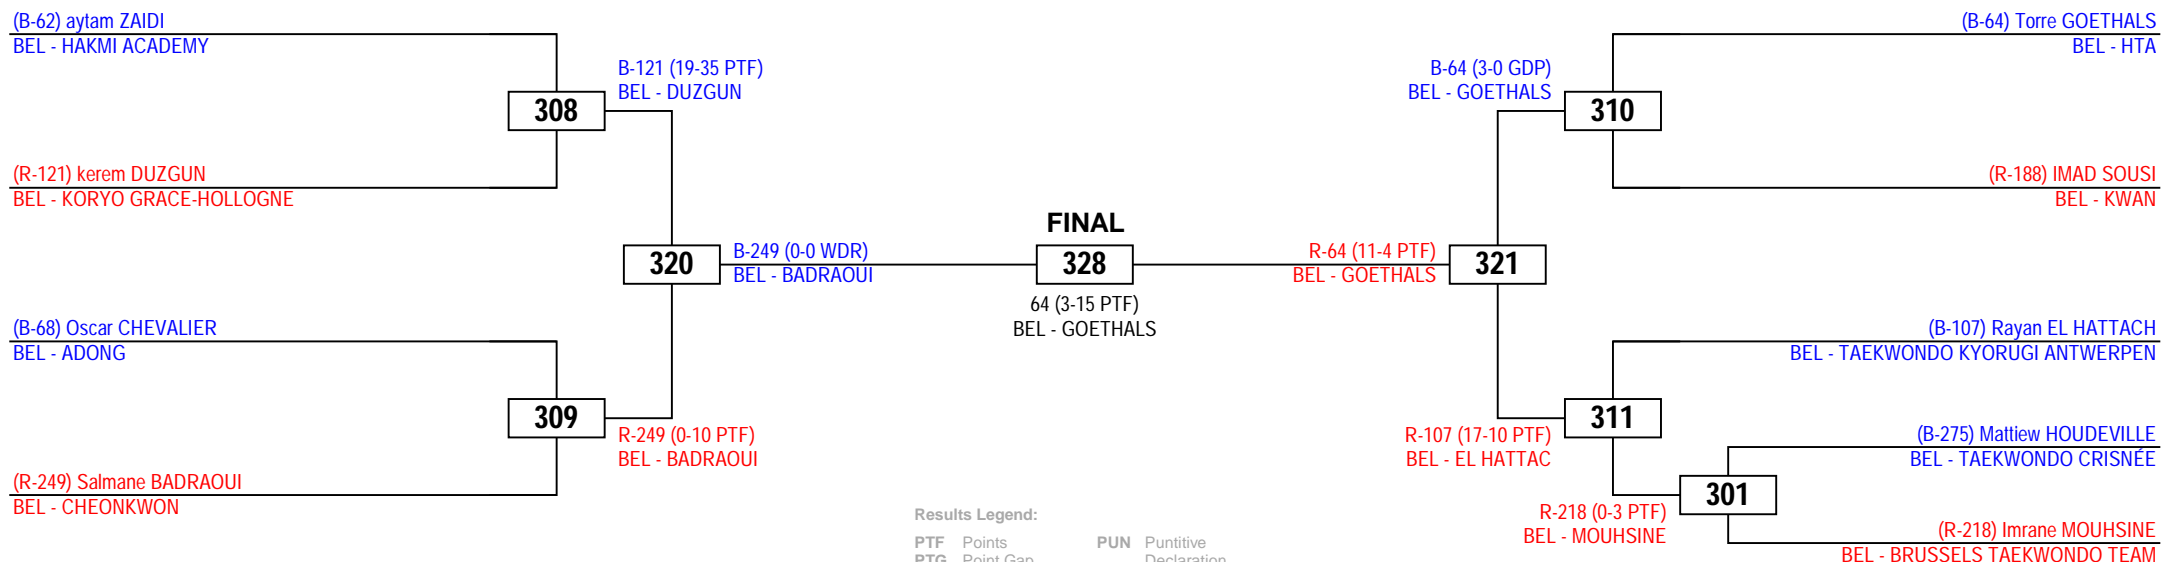 (B-62) aytam ZAIDI
BEL - HAKMI ACADEMY
308
B-121 (19-35 PTF)
BEL - DUZGUN
(R-121) kerem DUZGUN
BEL - KORYO GRACE-HOLLOGNE
320
B-249 (0-0 WDR)
BEL - BADRAOUI
(B-68) Oscar CHEVALIER
BEL - ADONG
309
R-249 (0-10 PTF)
BEL - BADRAOUI
(R-249) Salmane BADRAOUI
BEL - CHEONKWON
FINAL
328
64 (3-15 PTF)
BEL - GOETHALS
(B-64) Torre GOETHALS
BEL - HTA
B-64 (3-0 GDP)
BEL - GOETHALS
310
(R-188) IMAD SOUSI
BEL - KWAN
R-64 (11-4 PTF)
BEL - GOETHALS
321
(B-107) Rayan EL HATTACH
BEL - TAEKWONDO KYORUGI ANTWERPEN
R-107 (17-10 PTF)
BEL - EL HATTAC
311
(B-275) Mattiew HOUDEVILLE
BEL - TAEKWONDO CRISNÉE
301
R-218 (0-3 PTF)
BEL - MOUHSINE
(R-218) Imrane MOUHSINE
BEL - BRUSSELS TAEKWONDO TEAM
Results Legend:
PTF Points
PUN Puntitive
PTG Point Gap
Declaration